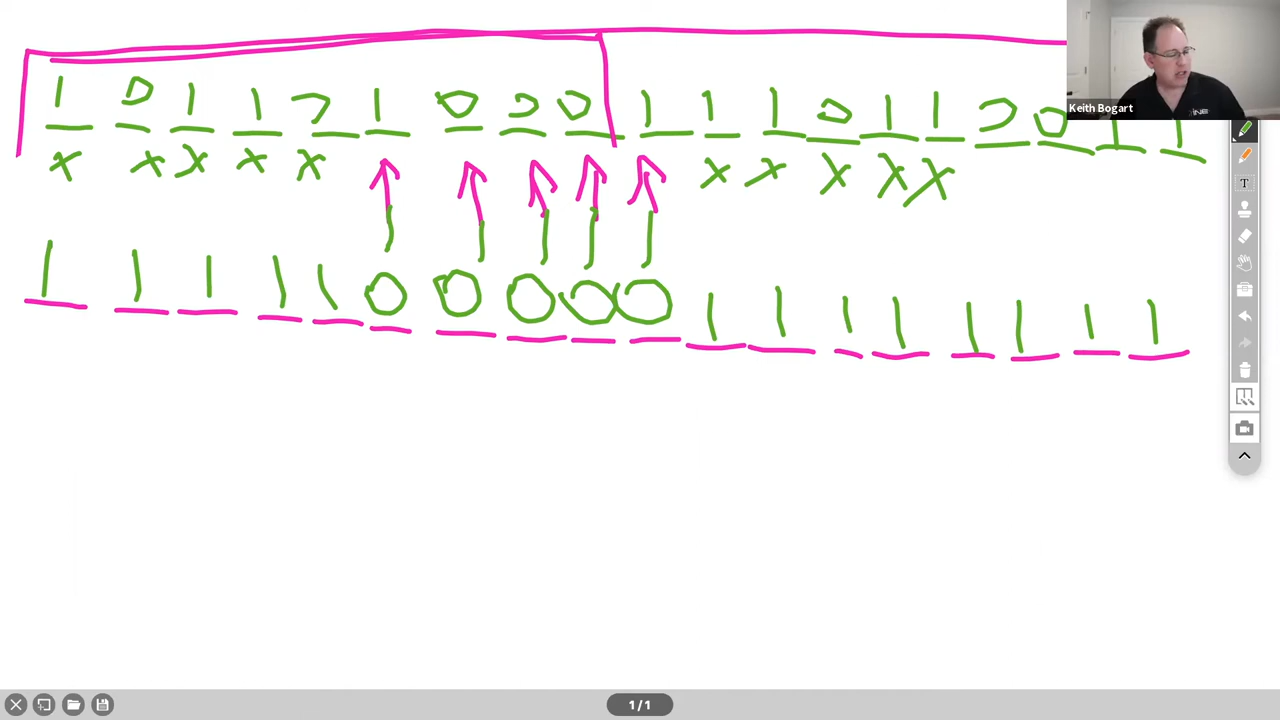 1 0 1 1 0 1 0 0 0 1 1 1 0 1 1 0 0 1 1
x x x x x x x x x x
1 1 1 1 1 0 0 0 0 0 1 1 1 1 1 1 1 1
Keith Bogart
INE
T
1/1